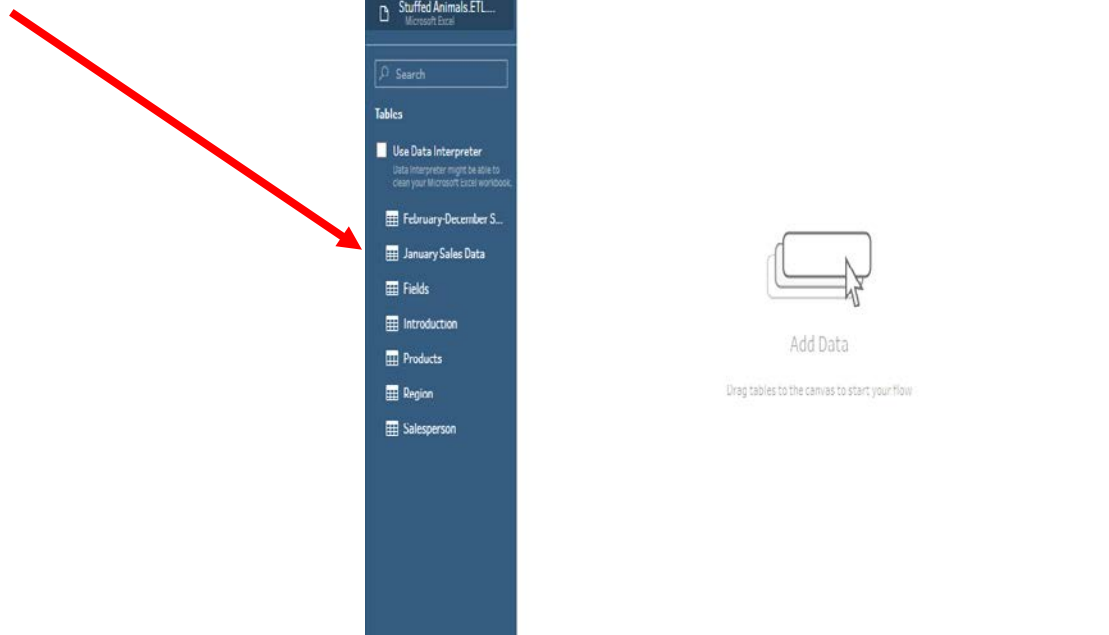 Stuffed Animals.ETL....
Microsoft Excel
Search
Tables
Use Data Interpreter
Data Interpreter might be able to
clean your Microsoft Excel workbook.
February-December S...
January Sales Data
Fields
Introduction
Products
Region
Salesperson
Add Data
Drag tables to the canvas to start your flow